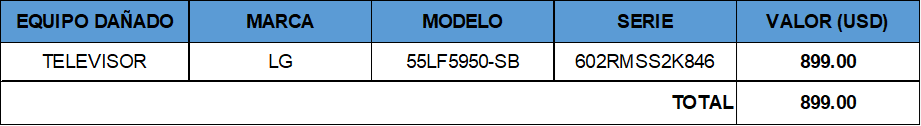 EQUIPO DAÑADO MARCA MODELO SERIE VALOR (USD)
TELEVISOR LG 55LF5950-SB 602RMSS2K846 899.00
TOTAL 899.00